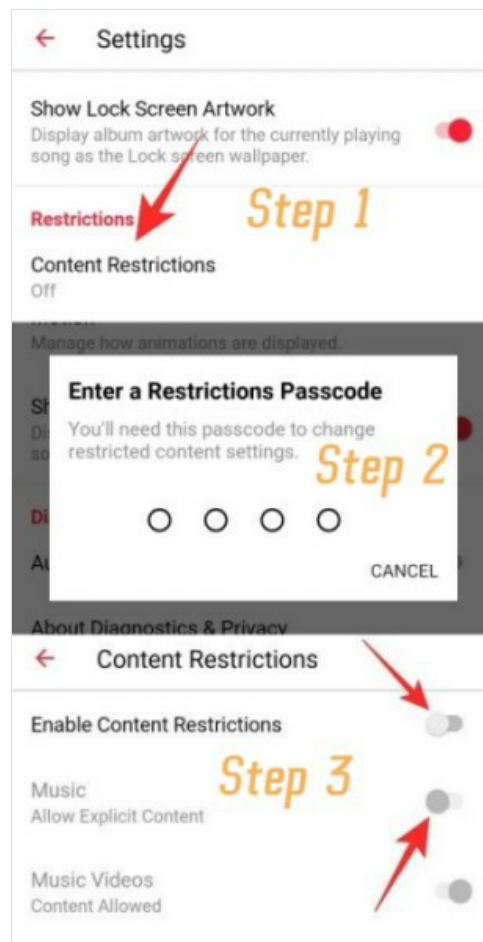 Settings
Show Lock Screen Artwork
Display album artwork for the currently playing
song as the Lock screen wallpaper.
Step 1
Restrictions
Content Restrictions
Off
Motion
Manage how animations are displayed.
Enter a Restrictions Passcode
You'll need this passcode to change
restricted content settings.
Step 2
CANCEL
About Diagnostics & Privacy
Content Restrictions
Enable Content Restrictions
Step 3
Music
Allow Explicit Content
Music Videos
Content Allowed